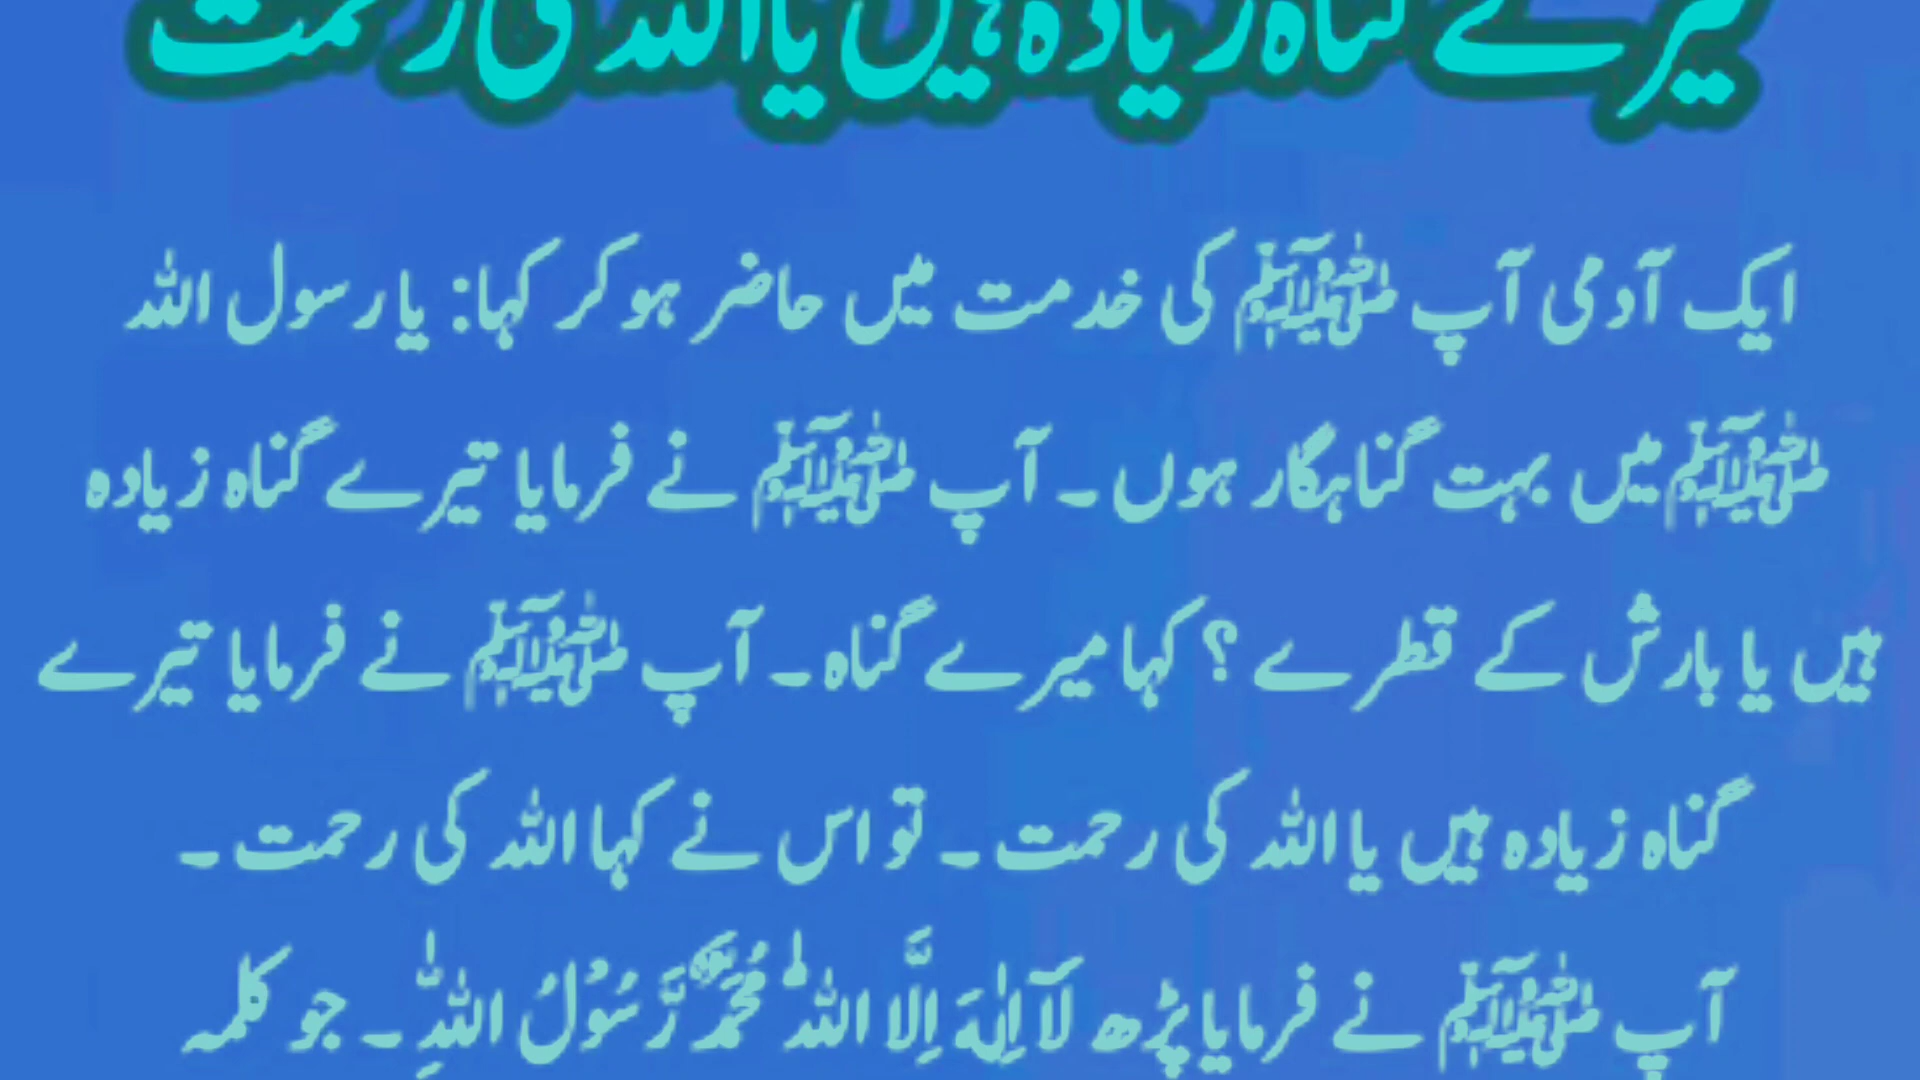 تیرے گناہ زیادہ ہیں یا اللہ کی رحمت
ایک آدمی آپ ﷺ کی خدمت میں حاضر ہو کر کہا: یا رسول اللہ
ﷺ میں بہت گناہگار ہوں ۔ آپ ﷺ نے فرمایا تیرے گناہ زیادہ
ہیں یا بارش کے قطرے ؟ کہا میرے گناہ ۔ آپ ﷺ نے فرمایا تیرے
گناہ زیادہ ہیں یا اللہ کی رحمت ۔ تو اس نے کہا اللہ کی رحمت ۔
آپ ﷺ نے فرمایا پڑھ لَآ اِلٰهَ اِلَّا اللهُ مُحَمَّدٌ رَّسُوْلُ اللهِ ۔ جو کلمہ